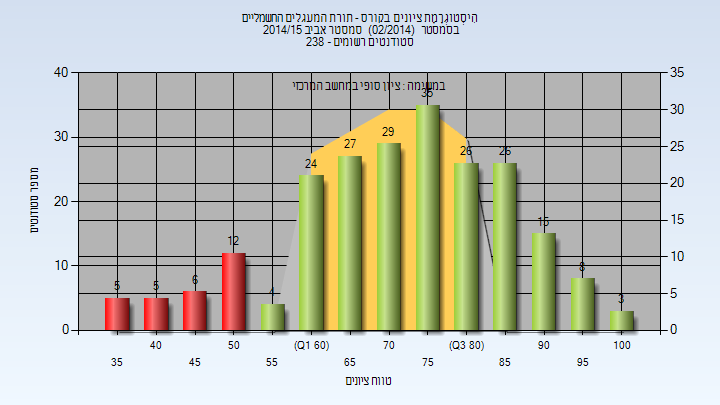 היסטוגרמת ציונים בקורס - תורת המעגלים החשמליים
בסמסטר (02/2014) סמסטר אביב 2014/15
סטודנטים רשומים - 238
במשימה : ציון סופי במחשב המרכזי
40 30 20 10 0
מספר סטודנטים
35 30 25 20 15 10 5 0
5 5 6 12 4 24 27 29 35 26 26 15 8 3
40 50 (Q1 60) 70 (Q3 80) 90 100
35 45 55 65 75 85 95
טווח ציונים